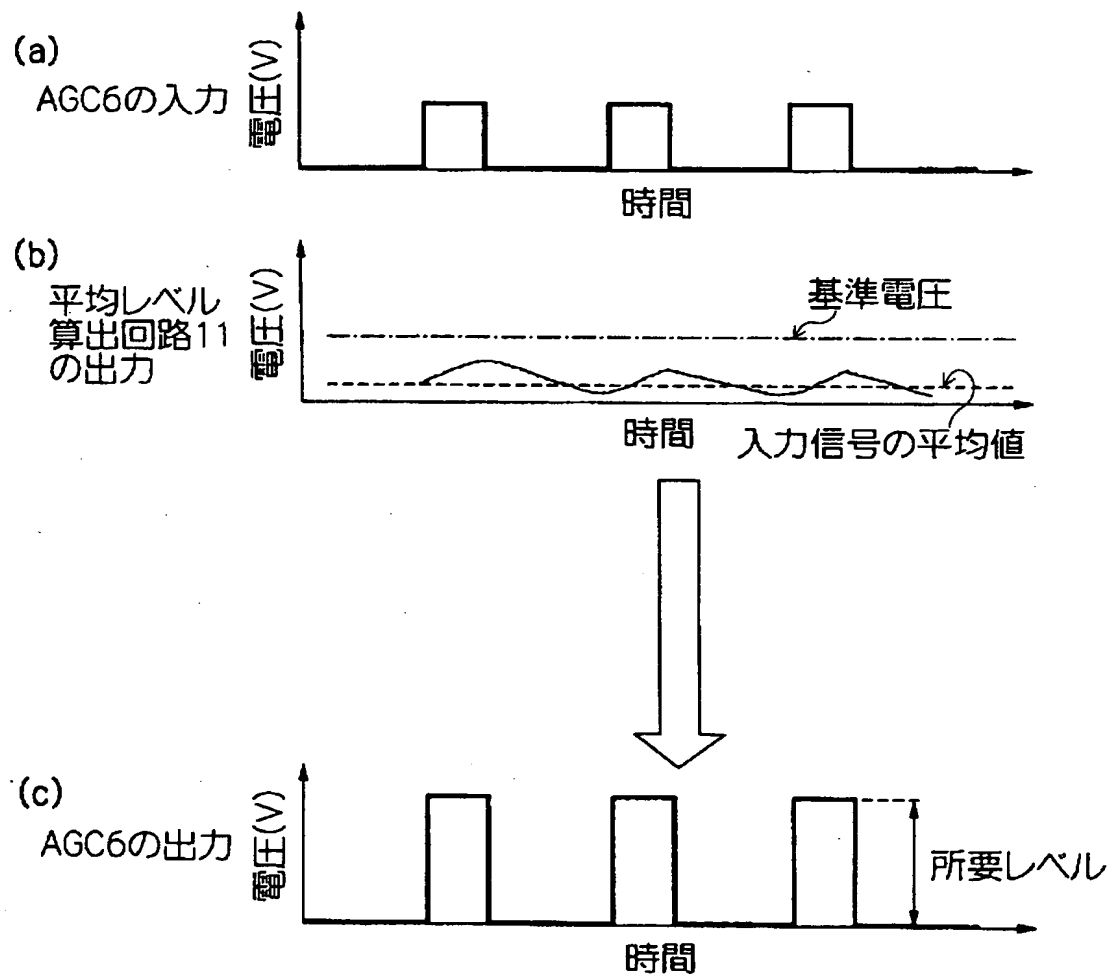 (a)
AGC6の入力
電圧(V)
時間
(b)
平均レベル
算出回路11
の出力
電圧(V)
基準電圧
時間
入力信号の平均値
(c)
AGC6の出力
電圧(V)
所要レベル
時間